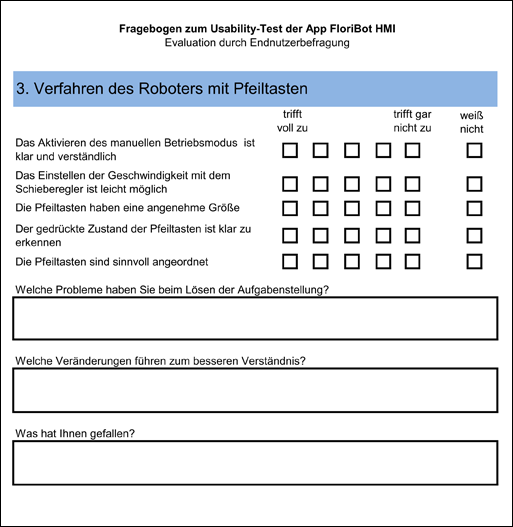 Fragebogen zum Usability-Test der App FloriBot HMI
Evaluation durch Endnutzerbefragung
3. Verfahren des Roboters mit Pfeiltasten
trifft voll zu
trifft gar nicht zu
weiß nicht
Das Aktivieren des manuellen Betriebsmodus ist
klar und verständlich
Das Einstellen der Geschwindigkeit mit dem
Schieberegler ist leicht möglich
Die Pfeiltasten haben eine angenehme Größe
Der gedrückte Zustand der Pfeiltasten ist klar zu
erkennen
Die Pfeiltasten sind sinnvoll angeordnet
Welche Probleme haben Sie beim Lösen der Aufgabenstellung?
Welche Veränderungen führen zum besseren Verständnis?
Was hat Ihnen gefallen?